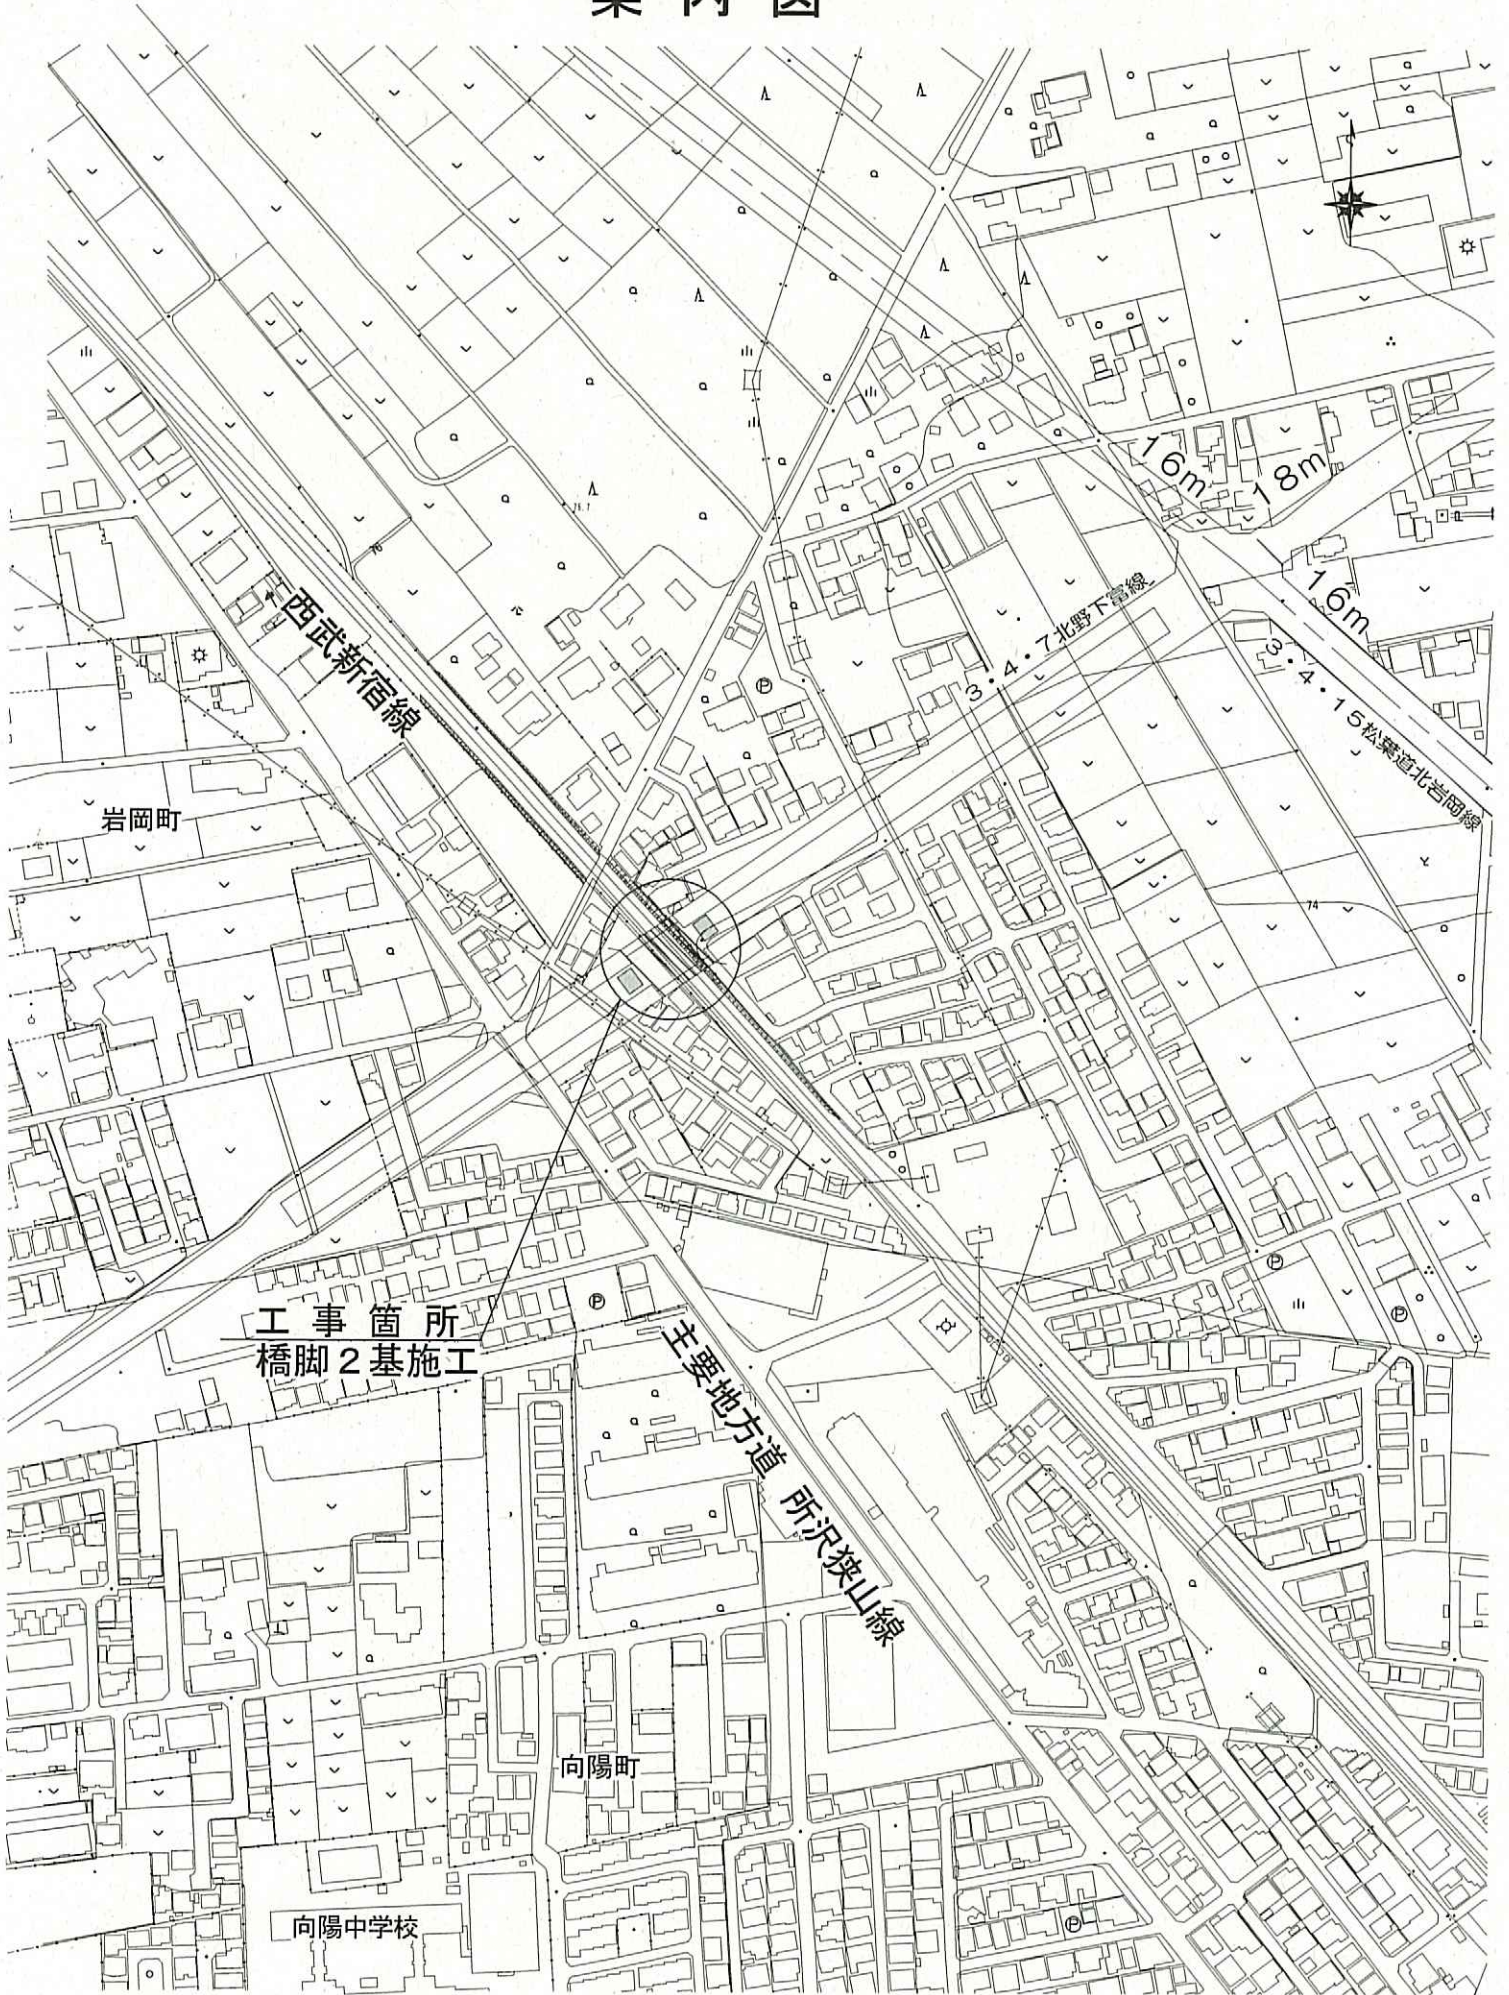 案内図
16m
18m
16m
3・4・7北野下富線
3・4・15松葉道北岩岡線
西武新宿線
岩岡町
74
工事箇所
橋脚2基施工
主要地方道 所沢狭山線
向陽町
向陽中学校